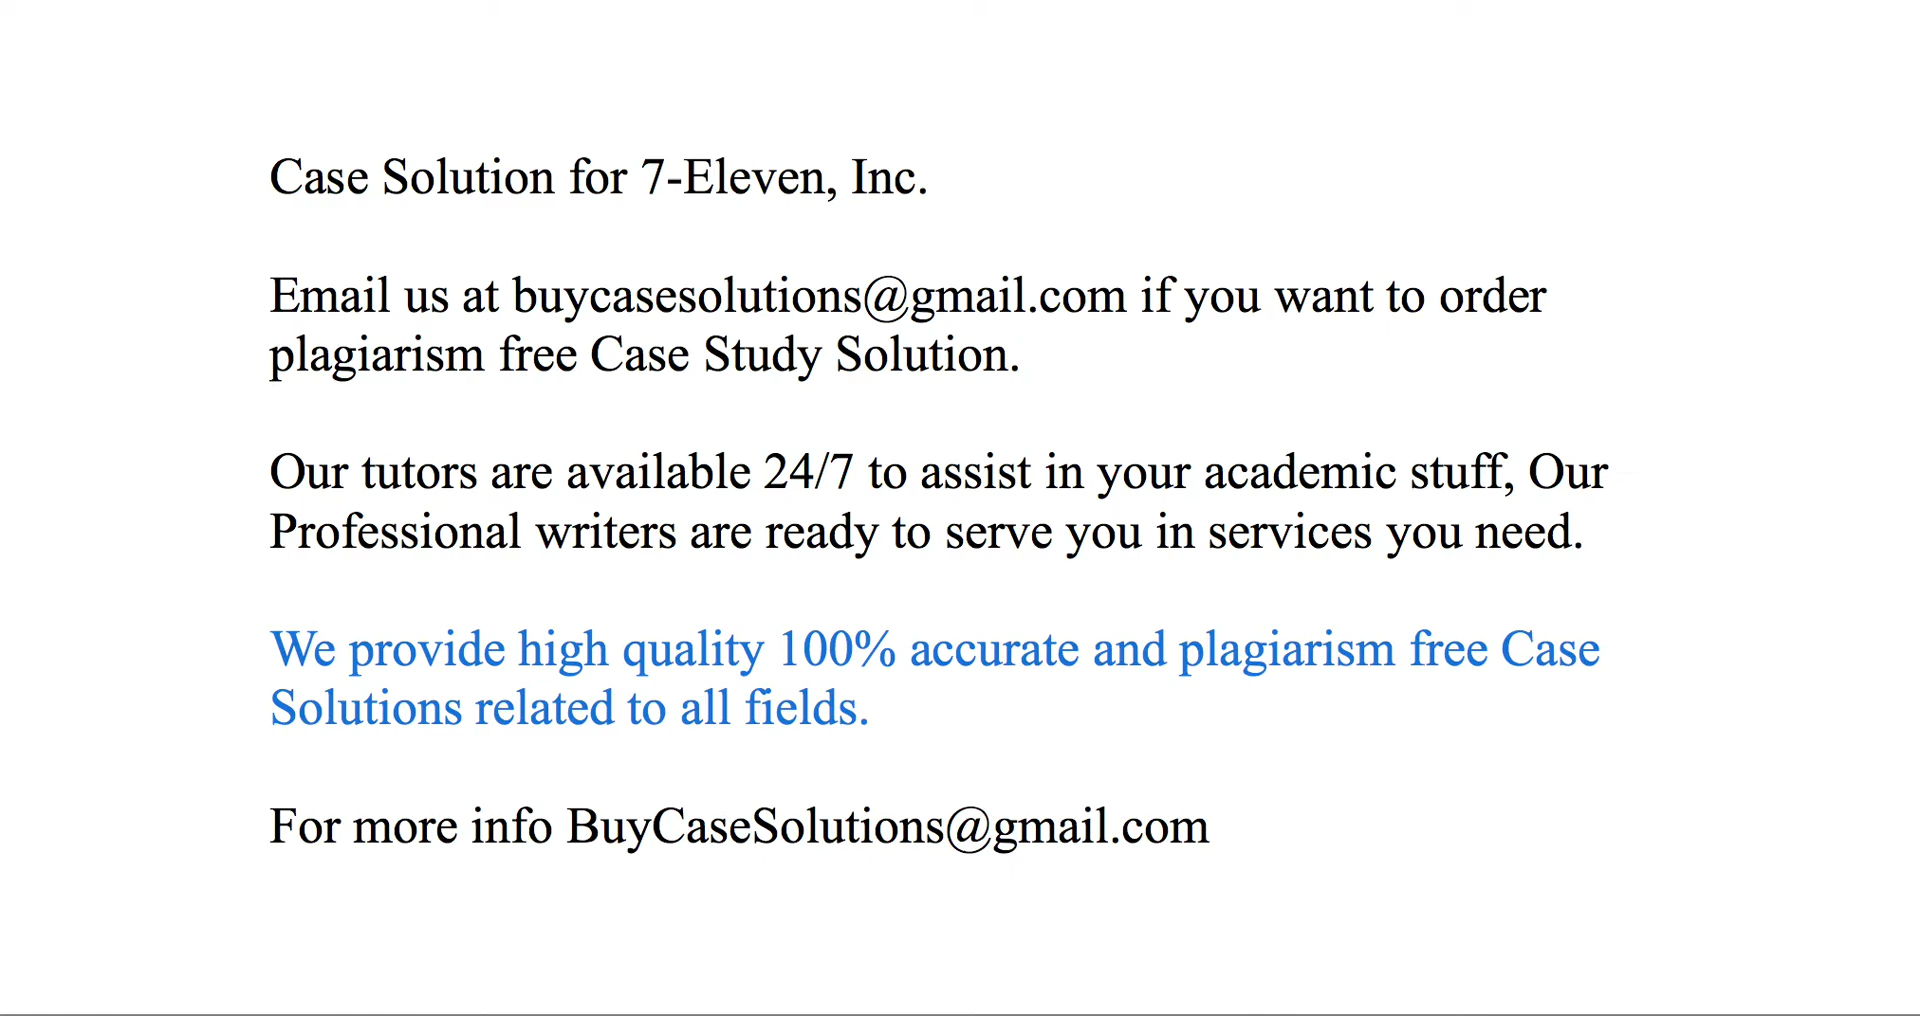 Case Solution for 7-Eleven, Inc.
Email us at buycasesolutions@gmail.com if you want to order
plagiarism free Case Study Solution.
Our tutors are available 24/7 to assist in your academic stuff, Our
Professional writers are ready to serve you in services you need.
We provide high quality 100% accurate and plagiarism free Case
Solutions related to all fields.
For more info BuyCaseSolutions@gmail.com